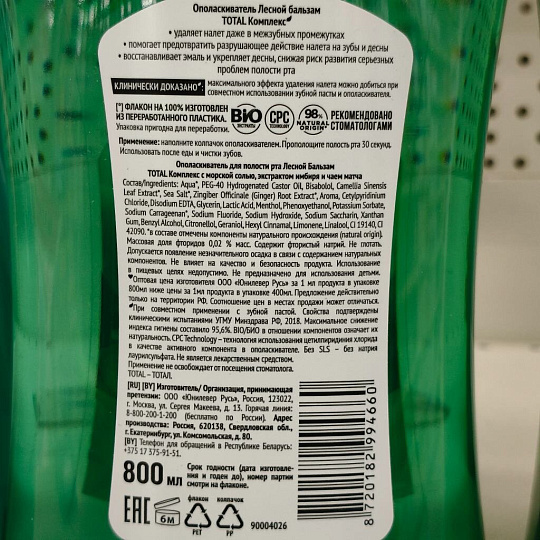 Ополаскиватель Лесной бальзам
TOTAL Комплекс
• удаляет налет даже в межзубных промежутках
• помогает предотвратить разрушающее действие налета на зубы и десны
• восстанавливает эмаль и укрепляет десны, снижая риск развития серьезных
проблем полости рта
КЛИНИЧЕСКИ ДОКАЗАНО: максимального эффекта удаления налета можно добиться при
совместном использовании зубной пасты и ополаскивателя.
[*] ФЛАКОН НА 100% ИЗГОТОВЛЕН
ИЗ ПЕРЕРАБОТАННОГО ПЛАСТИКА.
Упаковка пригодна для переработки.
BIO ЭКСТРАКТЫ
CPC TECHNOLOGY
98% NATURAL ORIGIN
РЕКОМЕНДОВАНО
СТОМАТОЛОГАМИ
Применение: наполните колпачок ополаскивателем. Прополощите полость рта 30 секунд.
Использовать после еды и чистки зубов.
Ополаскиватель для полости рта Лесной Бальзам
TOTAL Комплекс с морской солью, экстрактом имбиря и чаем матча
Состав/Ingredients: Aqua*, PEG-40 Hydrogenated Castor Oil, Bisabolol, Camellia Sinensis
Leaf Extract*, Sea Salt*, Zingiber Officinale (Ginger) Root Extract*, Aroma, Cetylpyridinium
Chloride, Disodium EDTA, Glycerin, Lactic Acid, Menthol, Phenoxyethanol, Potassium Sorbate,
Sodium Carrageenan*, Sodium Fluoride, Sodium Hydroxide, Sodium Saccharin, Xanthan
Gum, Benzyl Alcohol, Citronellol, Geraniol, Hexyl Cinnamal, Limonene, Linalool, CI 19140, CI
42090. *в составе отмечены компоненты натурального происхождения (natural origin).
Массовая доля фторидов 0,02 % масс. Содержит фтористый натрий. Не глотать.
Допускается появление незначительного осадка в связи с содержанием натуральных
компонентов. Не влияет на качество и безопасность продукта. Использование
в пищевых целях недопустимо. Не предназначено для использования детьми.
Оптовая цена изготовителя ООО «Юнилевер Русь» за 1 мл продукта в упаковке
800мл ниже цены за 1мл продукта в упаковке 400мл. Предложение действительно
только на территории РФ. Соотношение цен в местах продажи может отличаться.
При совместном применении с зубной пастой. Свойства подтверждены
клиническими испытаниями УГМУ Минздрава РФ, 2018. Максимальное снижение
индекса гигиены составило 95,6%. BIO/БИО в отношении компонентов означает их
натуральность. CPC Technology – технология использования цетилпиридиния хлорида
в качестве активного компонента в ополаскивателе. Без SLS – без натрия
лаурилсульфата. Не является лекарственным средством.
Применение не освобождает от посещения стоматолога.
TOTAL – ТОТАЛ.
[RU] [BY] Изготовитель/ Организация, принимающая
претензии: ООО «Юнилевер Русь», Россия, 123022,
г. Москва, ул. Сергея Макеева, д. 13. Горячая линия:
8-800-200-1-200 (бесплатно по России). Адрес
производства: Россия, 620138, Свердловская обл.,
г. Екатеринбург, ул. Комсомольская, д. 80.
[BY] Телефон для обращений в Республике Беларусь:
+375 17 375-91-51.
800 мл
Срок годности (дата изготовления
и годен до), номер партии
смотри на флаконе.
EAC
6M
флакон
PET
колпачок
PP
90004026
8720182994660